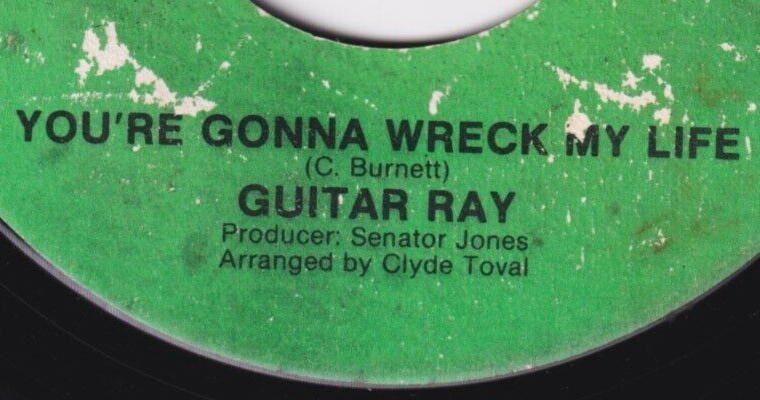 YOU'RE GONNA WRECK MY LIFE
(C. Burnett)
GUITAR RAY
Producer: Senator Jones
Arranged by Clyde Toval